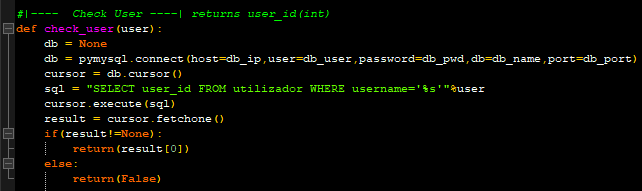 #|---- Check User ----| returns user_id(int)
def check_user(user):
    db = None
    db = pymysql.connect(host=db_ip,user=db_user,password=db_pwd,db=db_name,port=db_port)
    cursor = db.cursor()
    sql = "SELECT user_id FROM utilizador WHERE username='%s'"%user
    cursor.execute(sql)
    result = cursor.fetchone()
    if(result!=None):
        return(result[0])
    else:
        return(False)